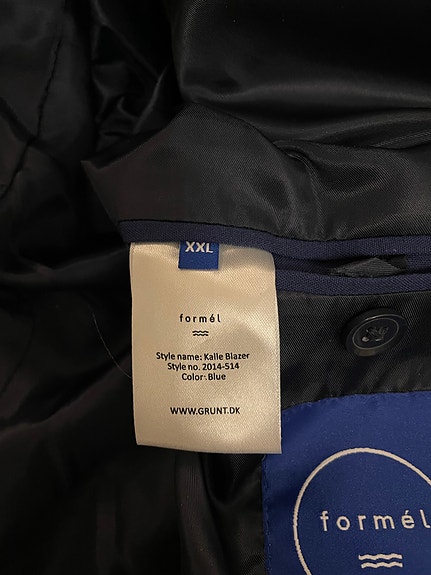 XXL
formél
Style name: Kalle Blazer
Style no. 2014-514
Color: Blue
WWW.GRUNT.DK
formél